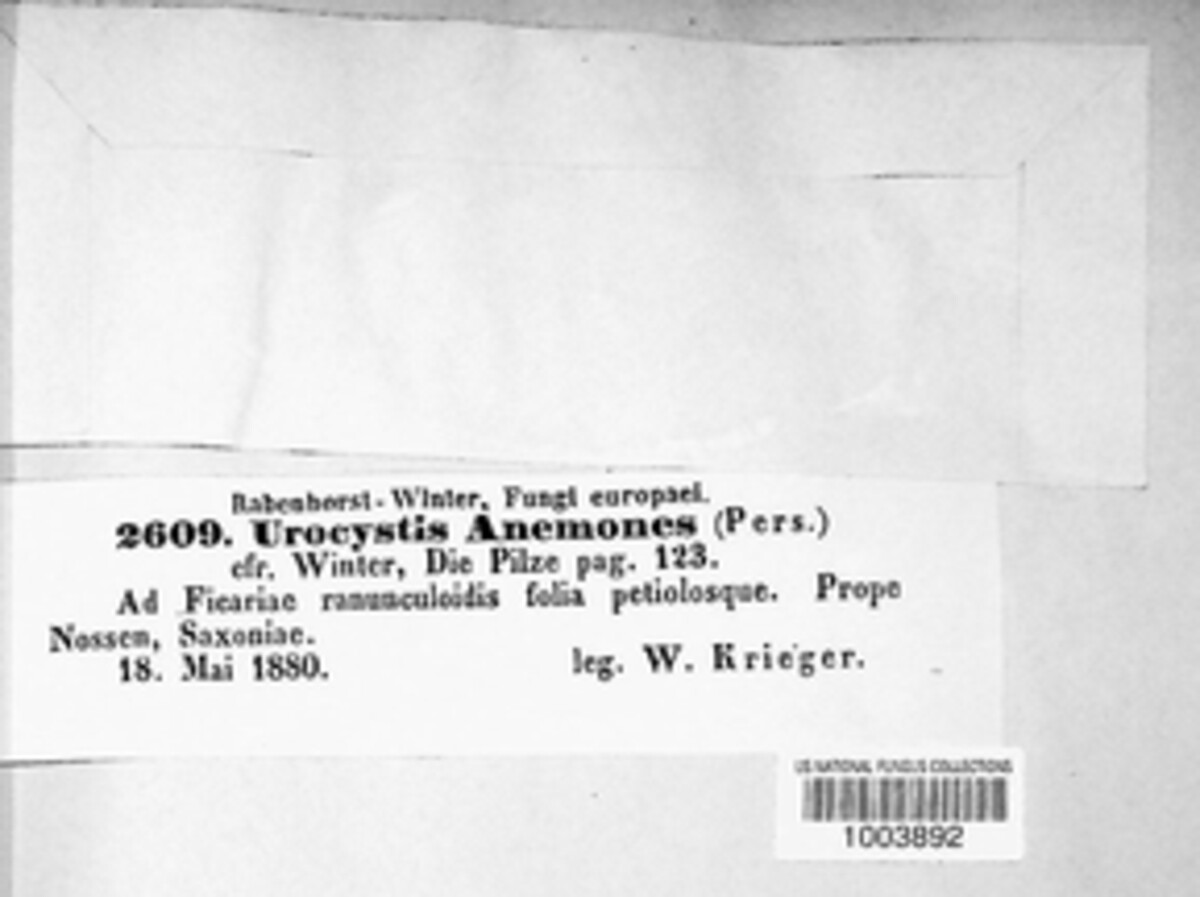 Rabenhorst-Winter, Fungi europaei.
2609. Urocystis Anemones (Pers.)
cfr. Winter, Die Pilze pag. 123.
Ad Ficariae ranunculoidis folia petiolosque. Prope
Nossen, Saxoniae.
18. Mai 1880. leg. W. Krieger.
US NATIONAL FUNGUS COLLECTIONS
1003892